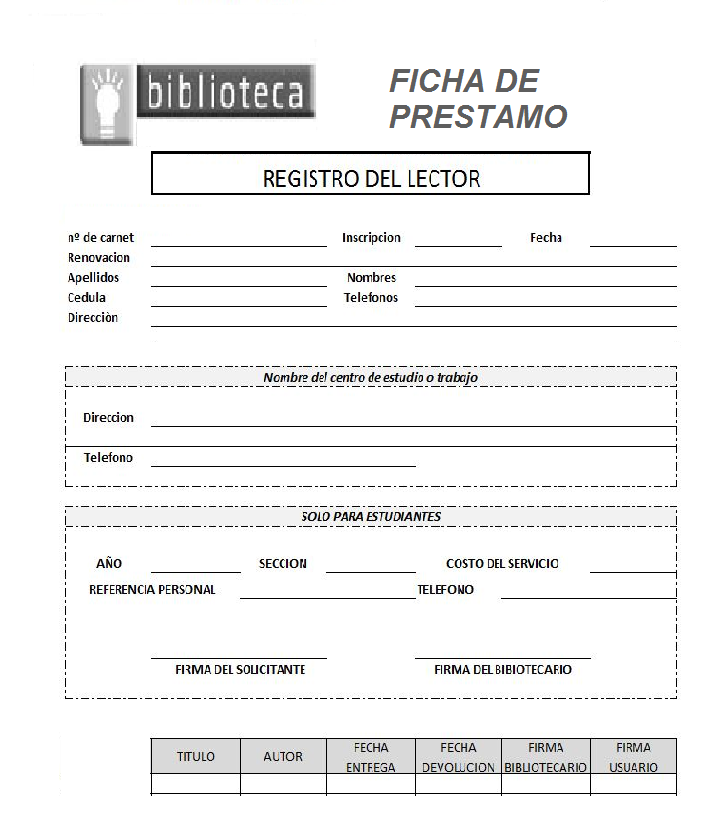 biblioteca
FICHA DE
PRESTAMO
REGISTRO DEL LECTOR
nº de carnet Inscripcion Fecha
Renovacion
Apellidos Nombres
Cedula Telefonos
Direcciòn
Nombre del centro de estudio o trabajo
Direccion
Telefono
SOLO PARA ESTUDIANTES
AÑO SECCION COSTO DEL SERVICIO
REFERENCIA PERSONAL TELEFONO
FIRMA DEL SOLICITANTE FIRMA DEL BIBIOTECARIO
TITULO AUTOR FECHA ENTFEGA FECHA DEVOLUCION FIRMA BIBLIOTECARIO FIRMA USUARIO